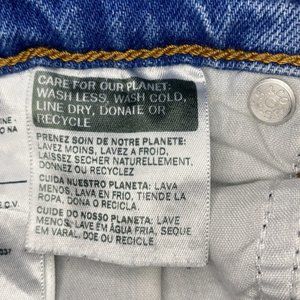 CARE FOR OUR PLANET:
WASH LESS, WASH COLD,
LINE DRY, DONATE OR
RECYCLE
PRENEZ SOIN DE NOTRE PLANETE:
LAVEZ MOINS, LAVEZ A FROID,
LAISSEZ SECHER NATURELLEMENT,
DONNEZ OU RECYCLEZ
CUIDA NUESTRO PLANETA: LAVA
MENOS, LAVA EN FRIO, TIENDE LA
ROPA, DONA O RECICLA.
CUIDE DO NOSSO PLANETA: LAVE
MENOS, LAVE EM ÁGUA FRIA, SEQUE
EM VARAL, DOE OU RECICLE
INE -
O NA
E C.V.
037